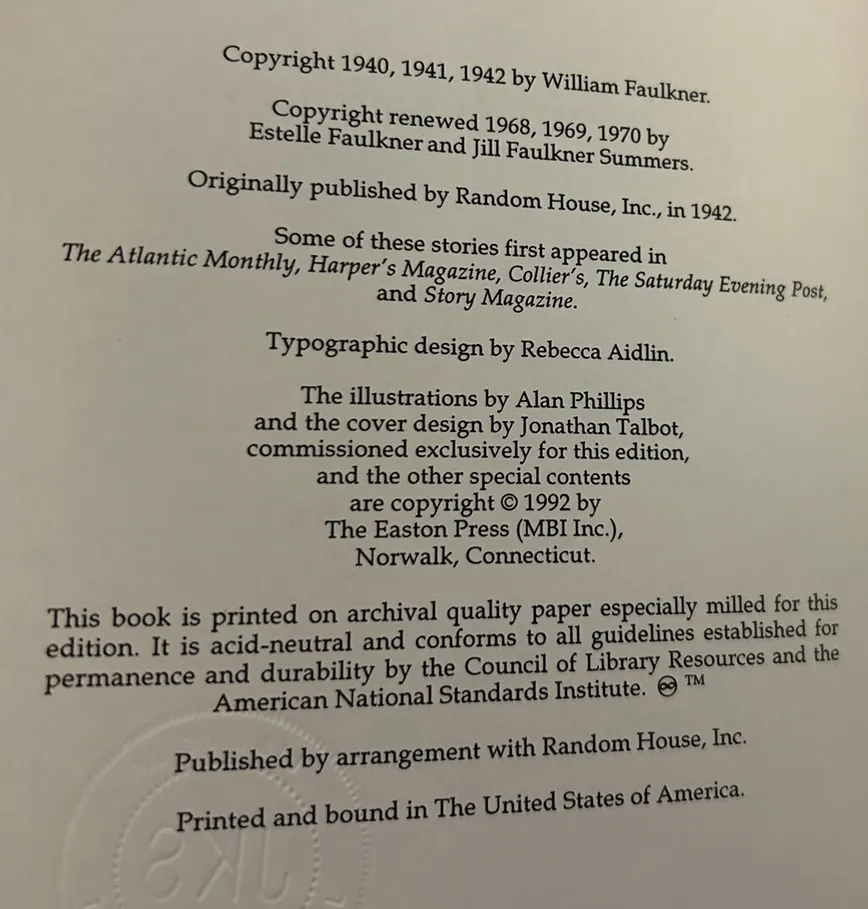 Copyright 1940, 1941, 1942 by William Faulkner.
Copyright renewed 1968, 1969, 1970 by
Estelle Faulkner and Jill Faulkner Summers.
Originally published by Random House, Inc., in 1942.
Some of these stories first appeared in
The Atlantic Monthly, Harper's Magazine, Collier's, The Saturday Evening Post,
and Story Magazine.
Typographic design by Rebecca Aidlin.
The illustrations by Alan Phillips
and the cover design by Jonathan Talbot,
commissioned exclusively for this edition,
and the other special contents
are copyright © 1992 by
The Easton Press (MBI Inc.),
Norwalk, Connecticut.
This book is printed on archival quality paper especially milled for this
edition. It is acid-neutral and conforms to all guidelines established for
permanence and durability by the Council of Library Resources and the
American National Standards Institute. ♾ ™
Published by arrangement with Random House, Inc.
Printed and bound in The United States of America.
JKS